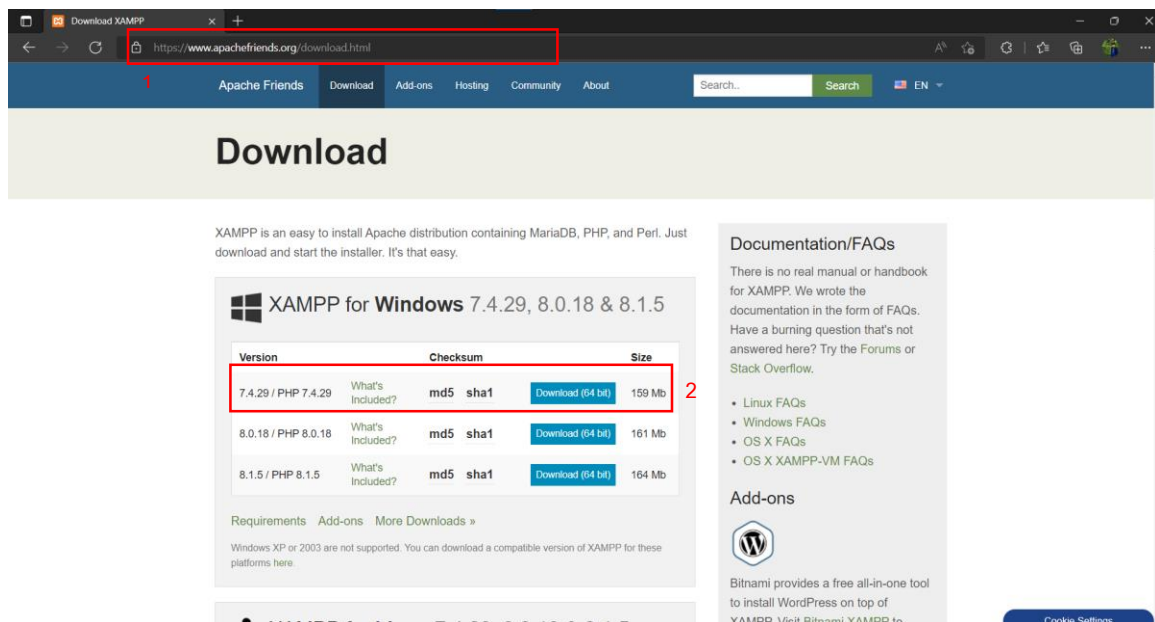 Download XAMPP
https://www.apachefriends.org/download.html
1
Apache Friends Download Add-ons Hosting Community About Search.. Search EN
Download
XAMPP is an easy to install Apache distribution containing MariaDB, PHP, and Perl. Just
download and start the installer. It's that easy.
XAMPP for Windows 7.4.29, 8.0.18 & 8.1.5
Version Checksum Size
7.4.29 / PHP 7.4.29 What's Included? md5 sha1 Download (64 bit) 159 Mb
2
8.0.18 / PHP 8.0.18 What's Included? md5 sha1 Download (64 bit) 161 Mb
8.1.5 / PHP 8.1.5 What's Included? md5 sha1 Download (64 bit) 164 Mb
Requirements Add-ons More Downloads »
Windows XP or 2003 are not supported. You can download a compatible version of XAMPP for these
platforms here.
Documentation/FAQs
There is no real manual or handbook
for XAMPP. We wrote the
documentation in the form of FAQs.
Have a burning question that's not
answered here? Try the Forums or
Stack Overflow.
• Linux FAQs
• Windows FAQs
• OS X FAQs
• OS X XAMPP-VM FAQs
Add-ons
Bitnami provides a free all-in-one tool
to install WordPress on top of
XAMPP. Visit Bitnami XAMPP to
Cookie Settings